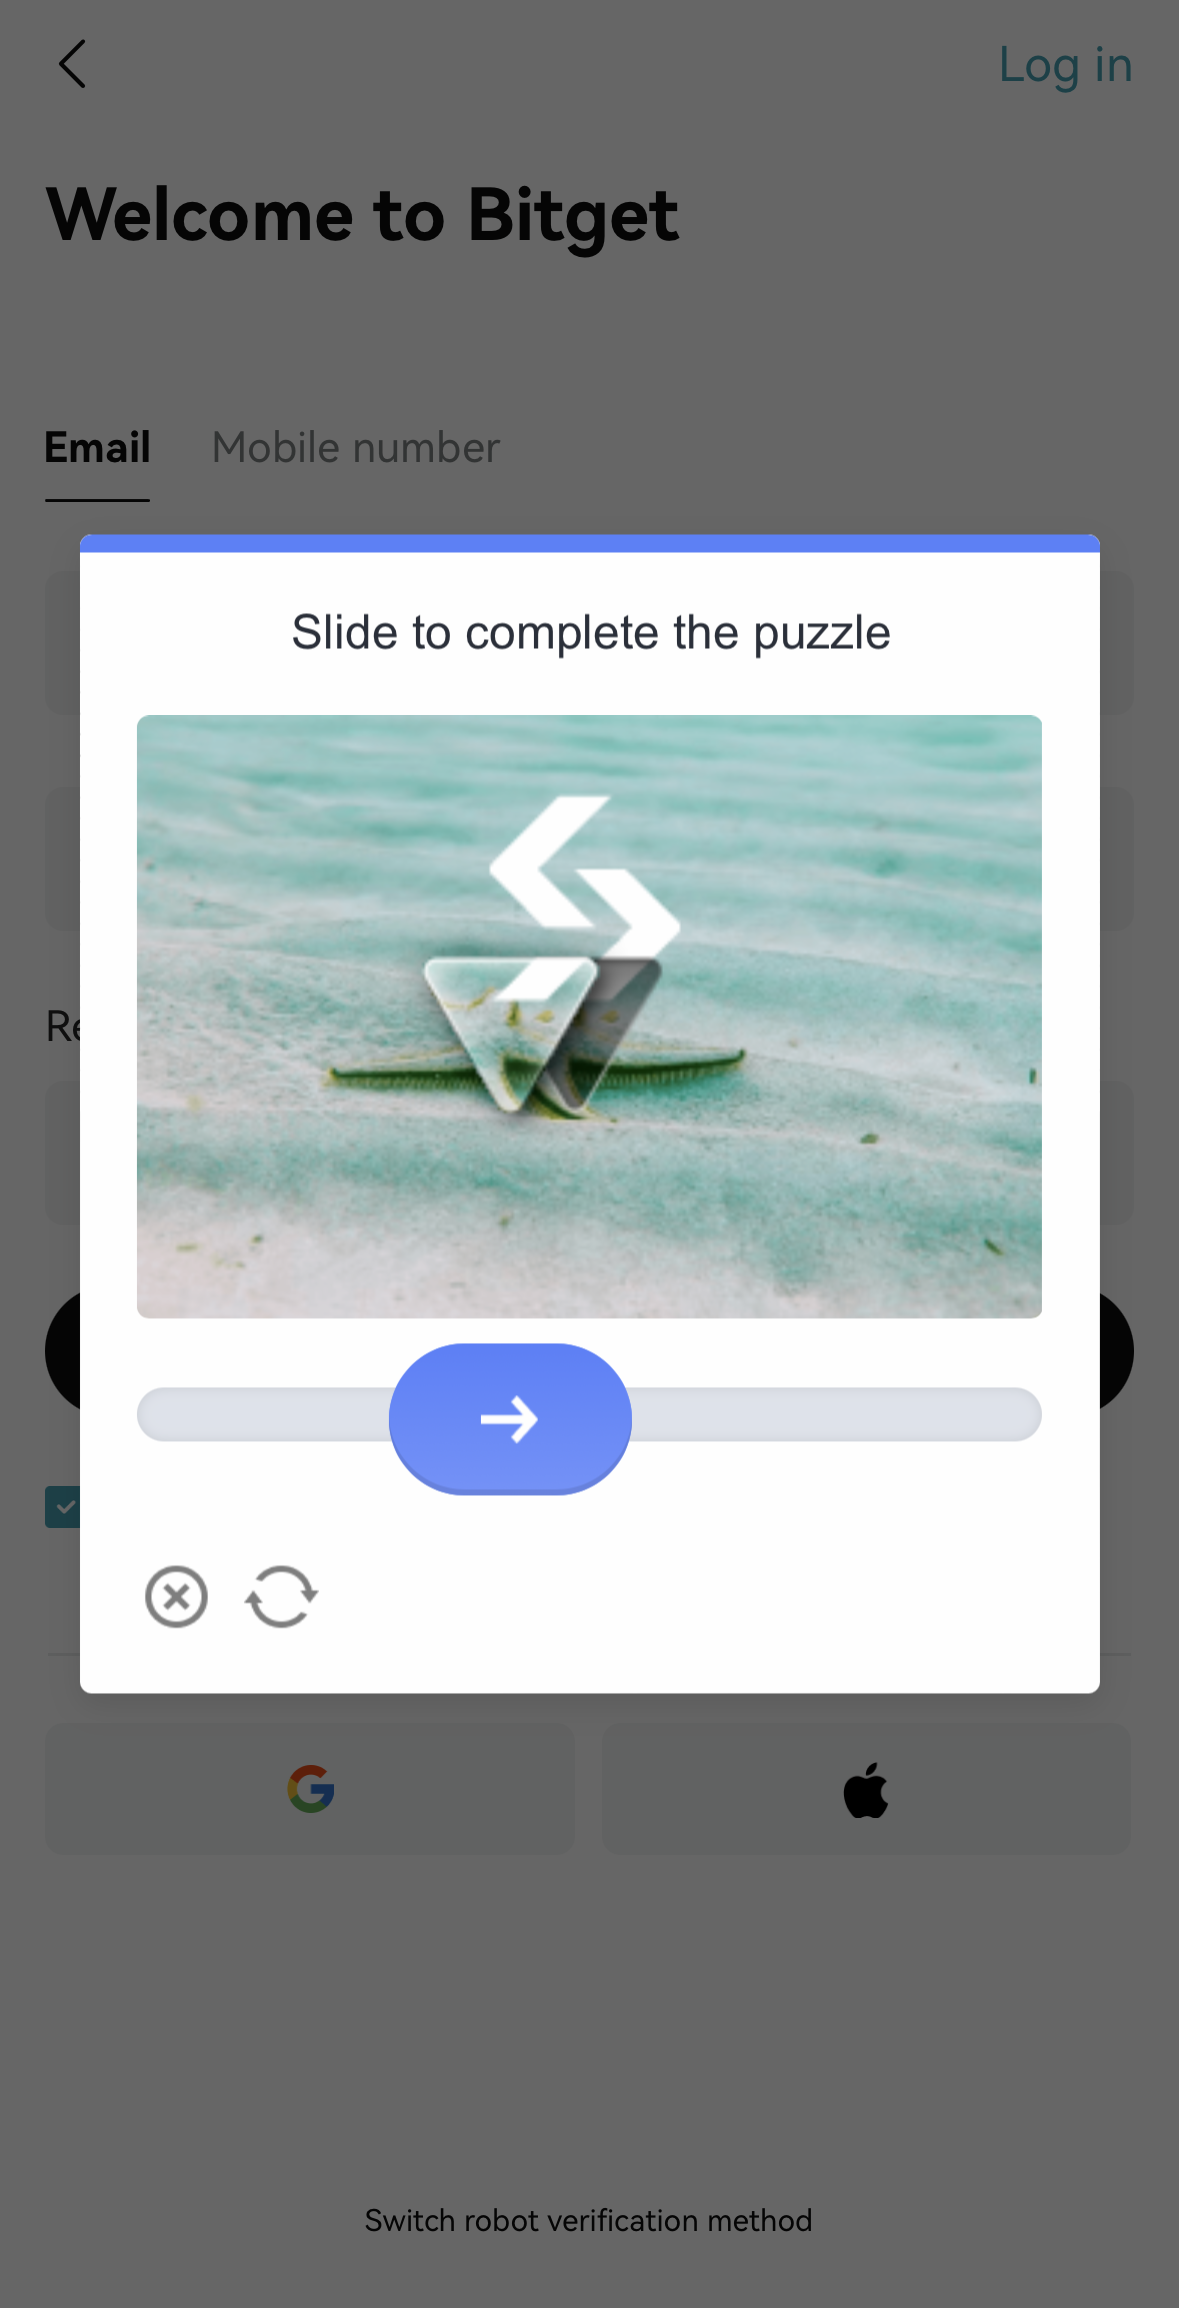 Log in
Welcome to Bitget
Email Mobile number
Slide to complete the puzzle
Re
Switch robot verification method